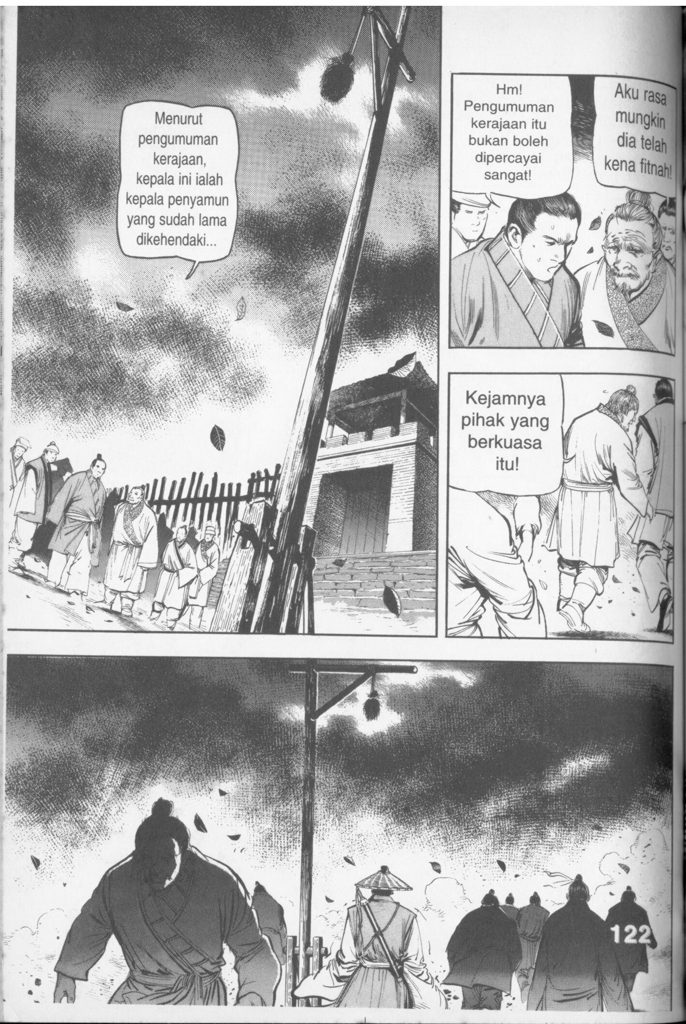 Menurut
pengumuman
kerajaan,
kepala ini ialah
kepala penyamun
yang sudah lama
dikehendaki...
Hm!
Pengumuman
kerajaan itu
bukan boleh
dipercayai
sangat!
Aku rasa
mungkin
dia telah
kena fitnah!
Kejamnya
pihak yang
berkuasa
itu!
122